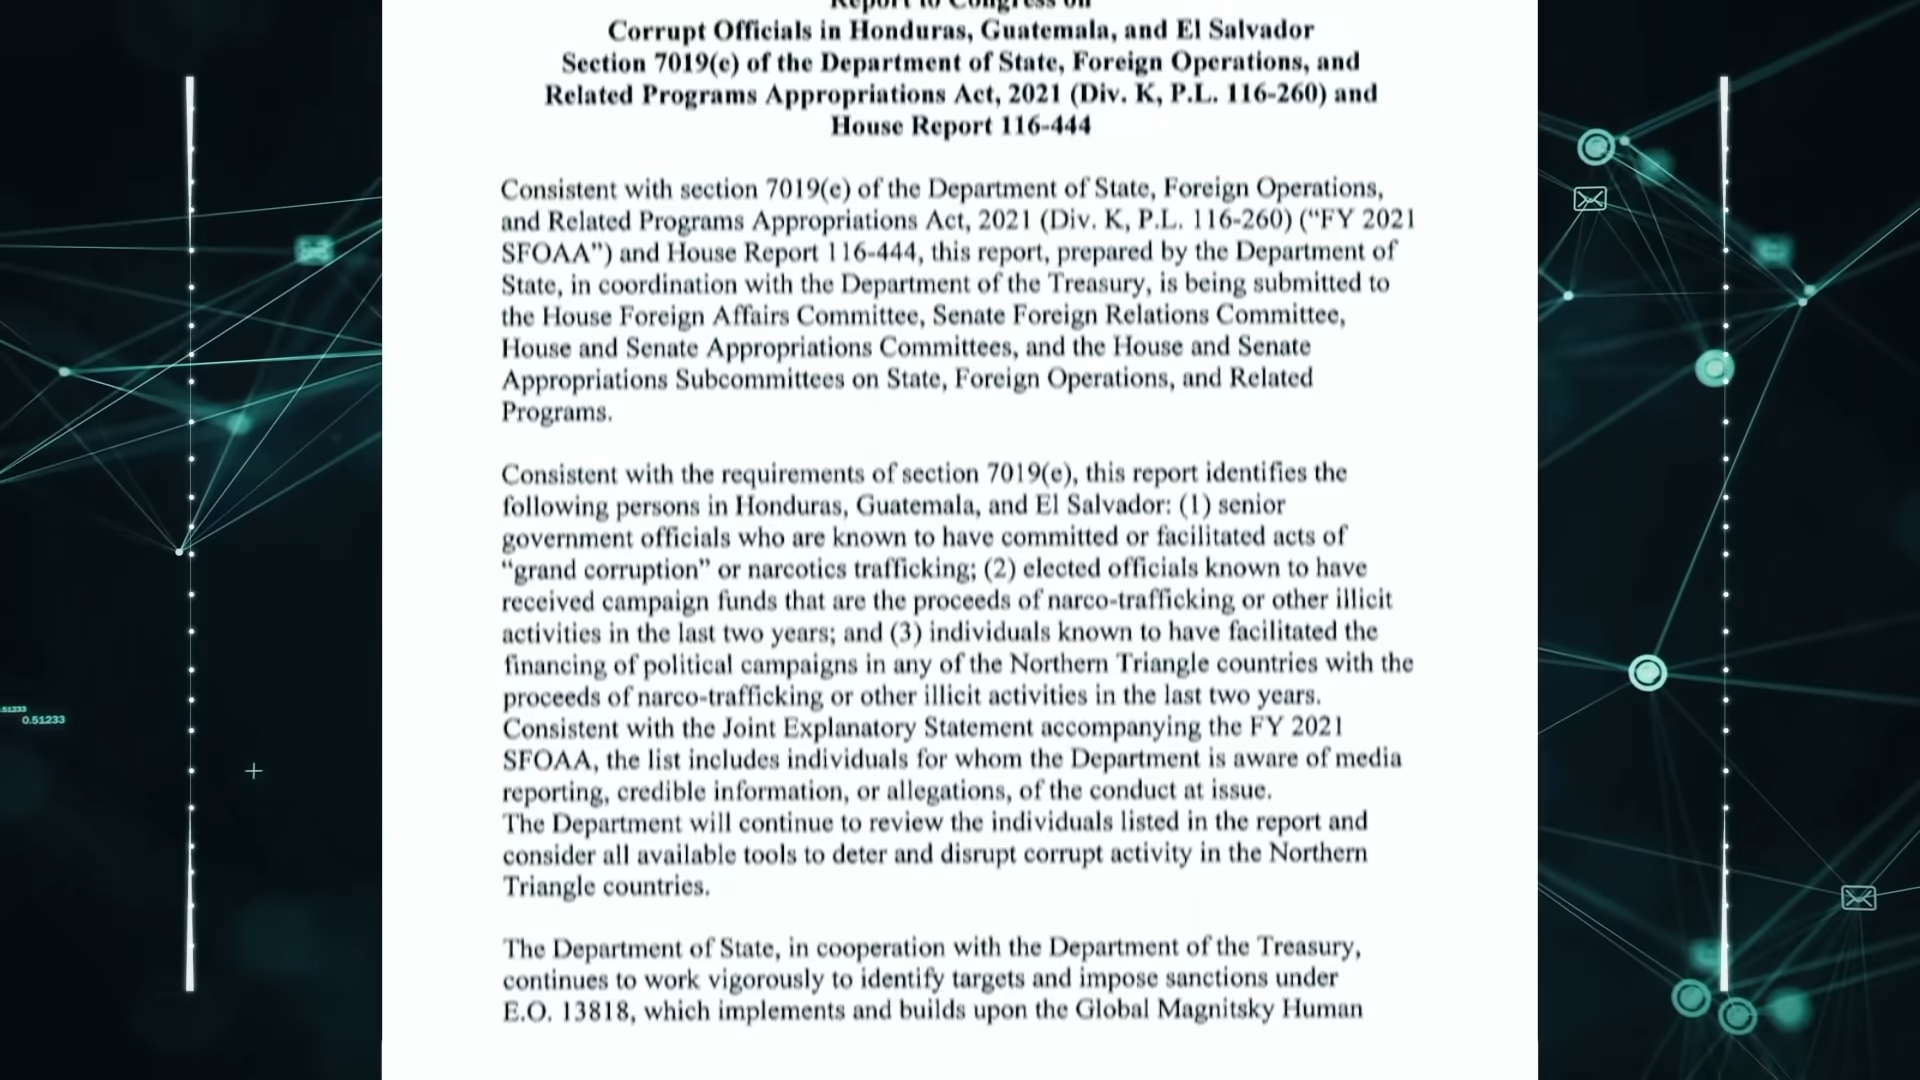 Report to Congress on
Corrupt Officials in Honduras, Guatemala, and El Salvador
Section 7019(e) of the Department of State, Foreign Operations, and
Related Programs Appropriations Act, 2021 (Div. K, P.L. 116-260) and
House Report 116-444
Consistent with section 7019(e) of the Department of State, Foreign Operations,
and Related Programs Appropriations Act, 2021 (Div. K, P.L. 116-260) (“FY 2021
SFOAA”) and House Report 116-444, this report, prepared by the Department of
State, in coordination with the Department of the Treasury, is being submitted to
the House Foreign Affairs Committee, Senate Foreign Relations Committee,
House and Senate Appropriations Committees, and the House and Senate
Appropriations Subcommittees on State, Foreign Operations, and Related
Programs.
Consistent with the requirements of section 7019(e), this report identifies the
following persons in Honduras, Guatemala, and El Salvador: (1) senior
government officials who are known to have committed or facilitated acts of
“grand corruption” or narcotics trafficking; (2) elected officials known to have
received campaign funds that are the proceeds of narco-trafficking or other illicit
activities in the last two years; and (3) individuals known to have facilitated the
financing of political campaigns in any of the Northern Triangle countries with the
proceeds of narco-trafficking or other illicit activities in the last two years.
Consistent with the Joint Explanatory Statement accompanying the FY 2021
SFOAA, the list includes individuals for whom the Department is aware of media
reporting, credible information, or allegations, of the conduct at issue.
The Department will continue to review the individuals listed in the report and
consider all available tools to deter and disrupt corrupt activity in the Northern
Triangle countries.
The Department of State, in cooperation with the Department of the Treasury,
continues to work vigorously to identify targets and impose sanctions under
E.O. 13818, which implements and builds upon the Global Magnitsky Human
0.51233